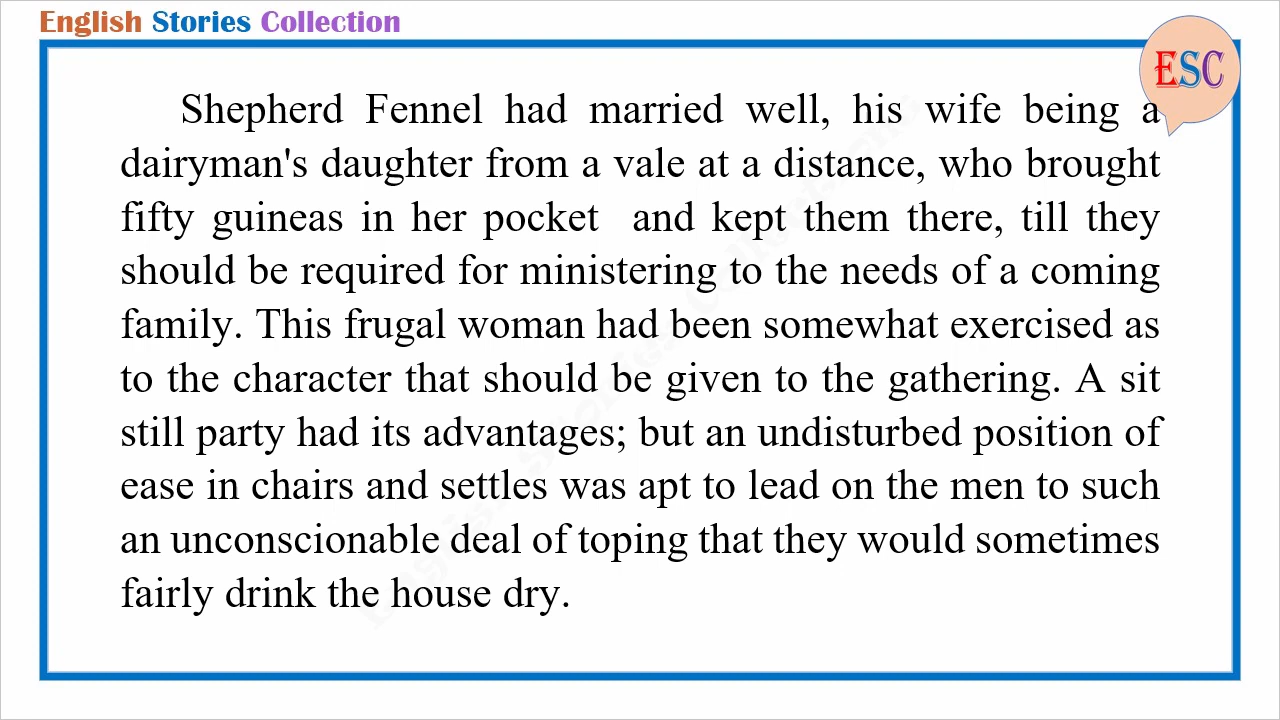 English Stories Collection
ESC
Shepherd Fennel had married well, his wife being a
dairyman's daughter from a vale at a distance, who brought
fifty guineas in her pocket and kept them there, till they
should be required for ministering to the needs of a coming
family. This frugal woman had been somewhat exercised as
to the character that should be given to the gathering. A sit
still party had its advantages; but an undisturbed position of
ease in chairs and settles was apt to lead on the men to such
an unconscionable deal of toping that they would sometimes
fairly drink the house dry.